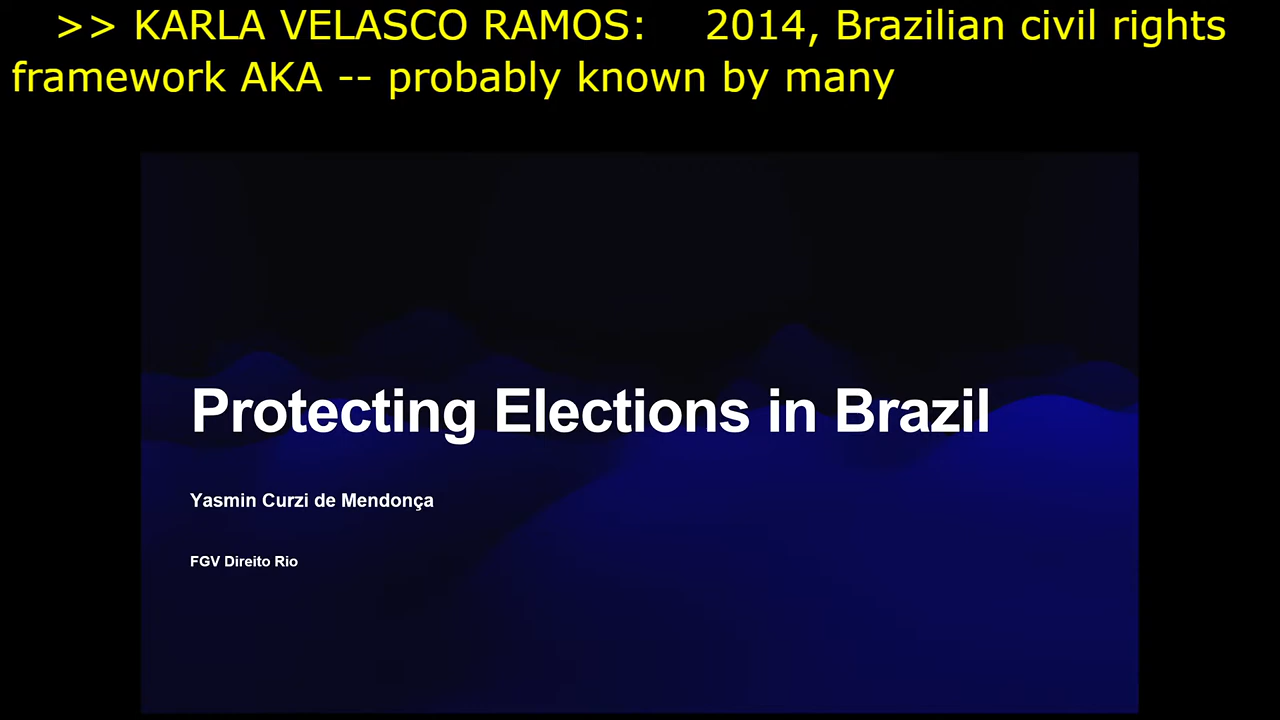 >> KARLA VELASCO RAMOS: 2014, Brazilian civil rights
framework AKA -- probably known by many
Protecting Elections in Brazil
Yasmin Curzi de Mendonça
FGV Direito Rio